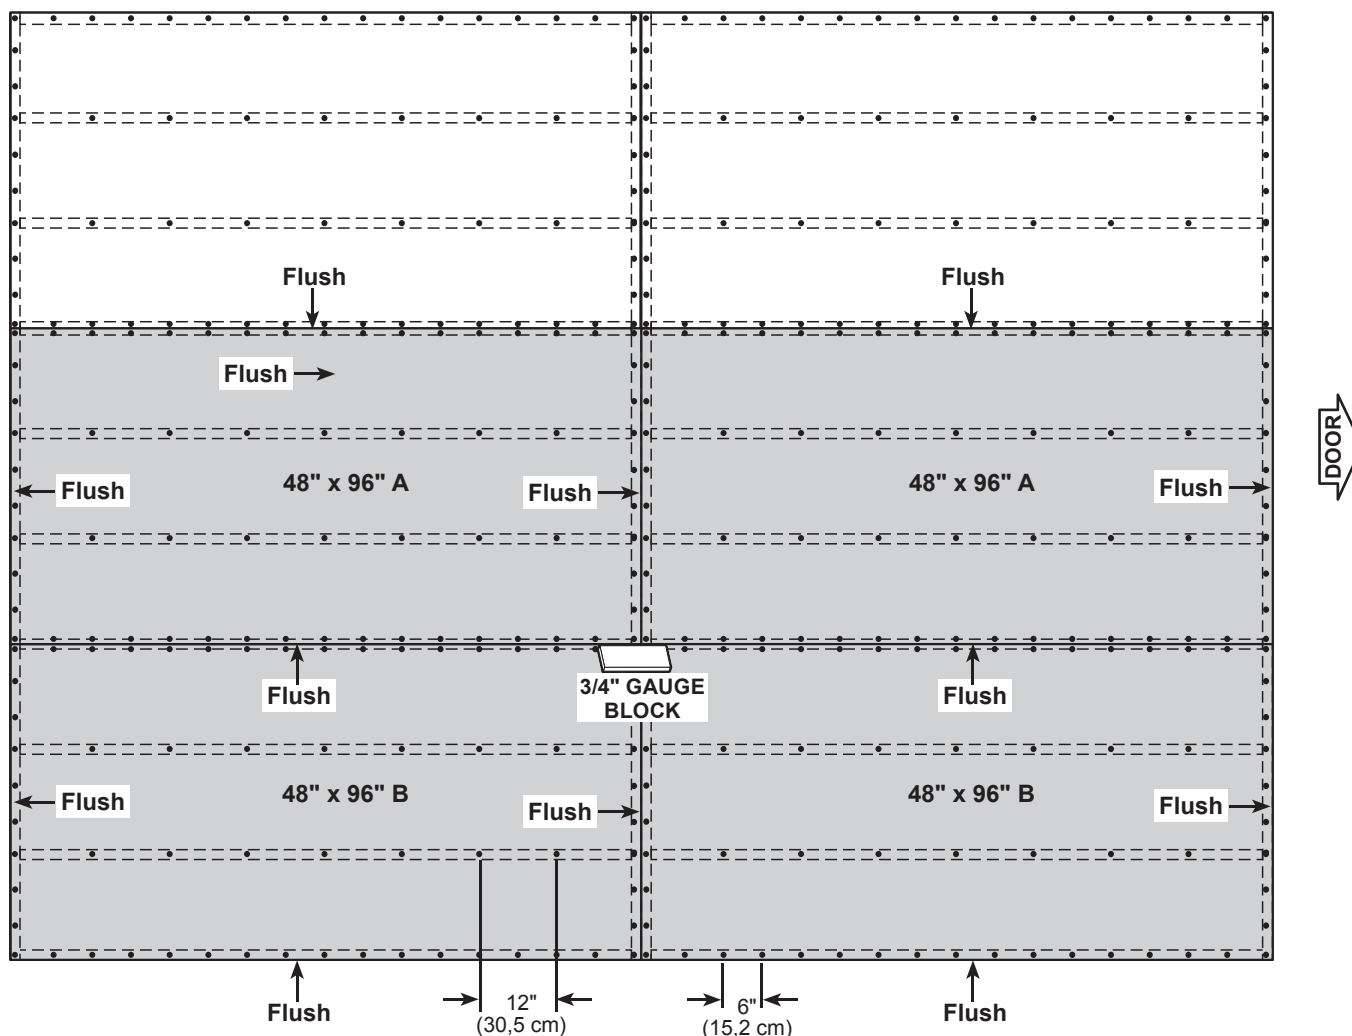 Flush
Flush
Flush
DOOR
Flush
48" x 96" A
Flush
48" x 96" A
Flush
Flush
3/4" GAUGE
BLOCK
Flush
Flush
48" x 96" B
Flush
48" x 96" B
Flush
Flush
12"
(30,5 cm)
6"
(15,2 cm)
Flush